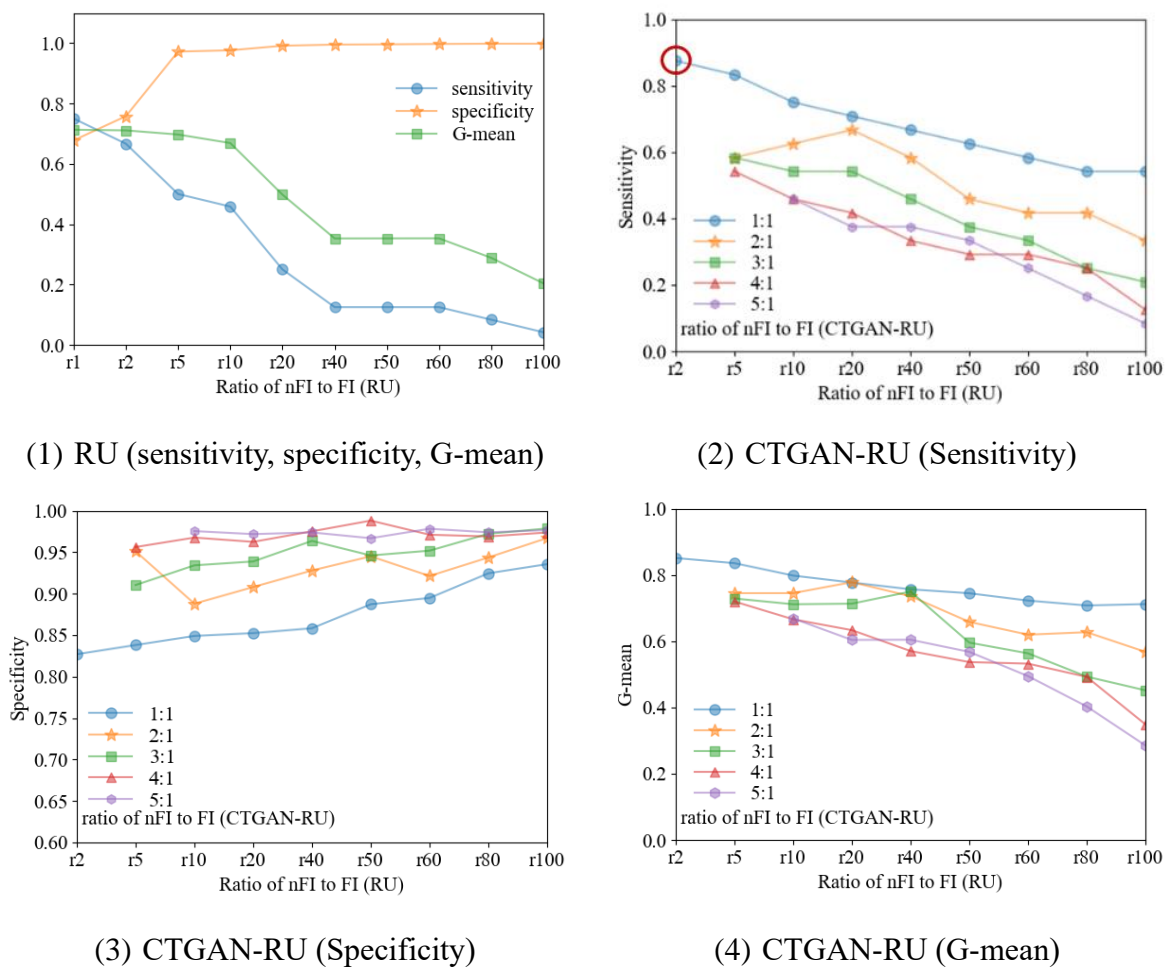 1.0
0.8
0.6
0.4
0.2
0.0
sensitivity
specificity
G-mean
r1 r2 r5 r10 r20 r40 r50 r60 r80 r100
Ratio of nFI to FI (RU)
(1) RU (sensitivity, specificity, G-mean)
Sensitivity
1.0
0.8
0.6
0.4
0.2
0.0
1:1
2:1
3:1
4:1
5:1
ratio of nFI to FI (CTGAN-RU)
r2 r5 r10 r20 r40 r50 r60 r80 r100
Ratio of nFI to FI (RU)
(2) CTGAN-RU (Sensitivity)
Specificity
1.00
0.95
0.90
0.85
0.80
0.75
0.70
0.65
0.60
1:1
2:1
3:1
4:1
5:1
ratio of nFI to FI (CTGAN-RU)
r2 r5 r10 r20 r40 r50 r60 r80 r100
Ratio of nFI to FI (RU)
(3) CTGAN-RU (Specificity)
G-mean
1.0
0.8
0.6
0.4
0.2
0.0
1:1
2:1
3:1
4:1
5:1
ratio of nFI to FI (CTGAN-RU)
r2 r5 r10 r20 r40 r50 r60 r80 r100
Ratio of nFI to FI (RU)
(4) CTGAN-RU (G-mean)